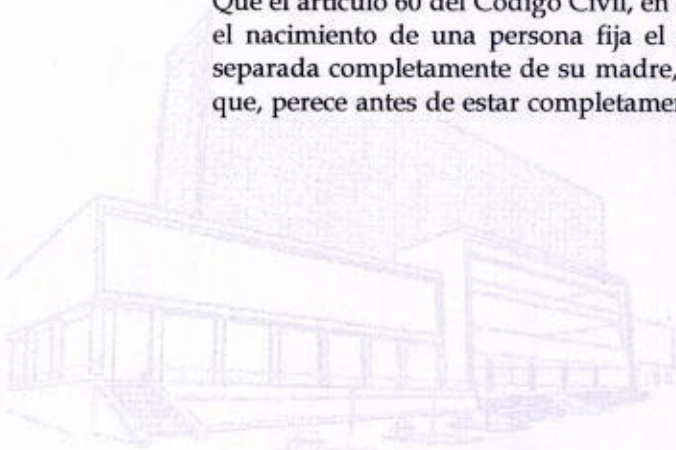 Que el artículo 60 del Código Civil, en
el nacimiento de una persona fija el
separada completamente de su madre,
que, perece antes de estar